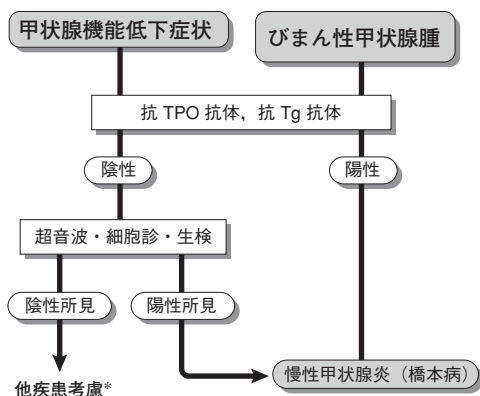 甲状腺機能低下症状
びまん性甲状腺腫
抗 TPO 抗体，抗 Tg 抗体
陰性
陽性
超音波・細胞診・生検
陰性所見
陽性所見
他疾患考慮*
慢性甲状腺炎（橋本病）